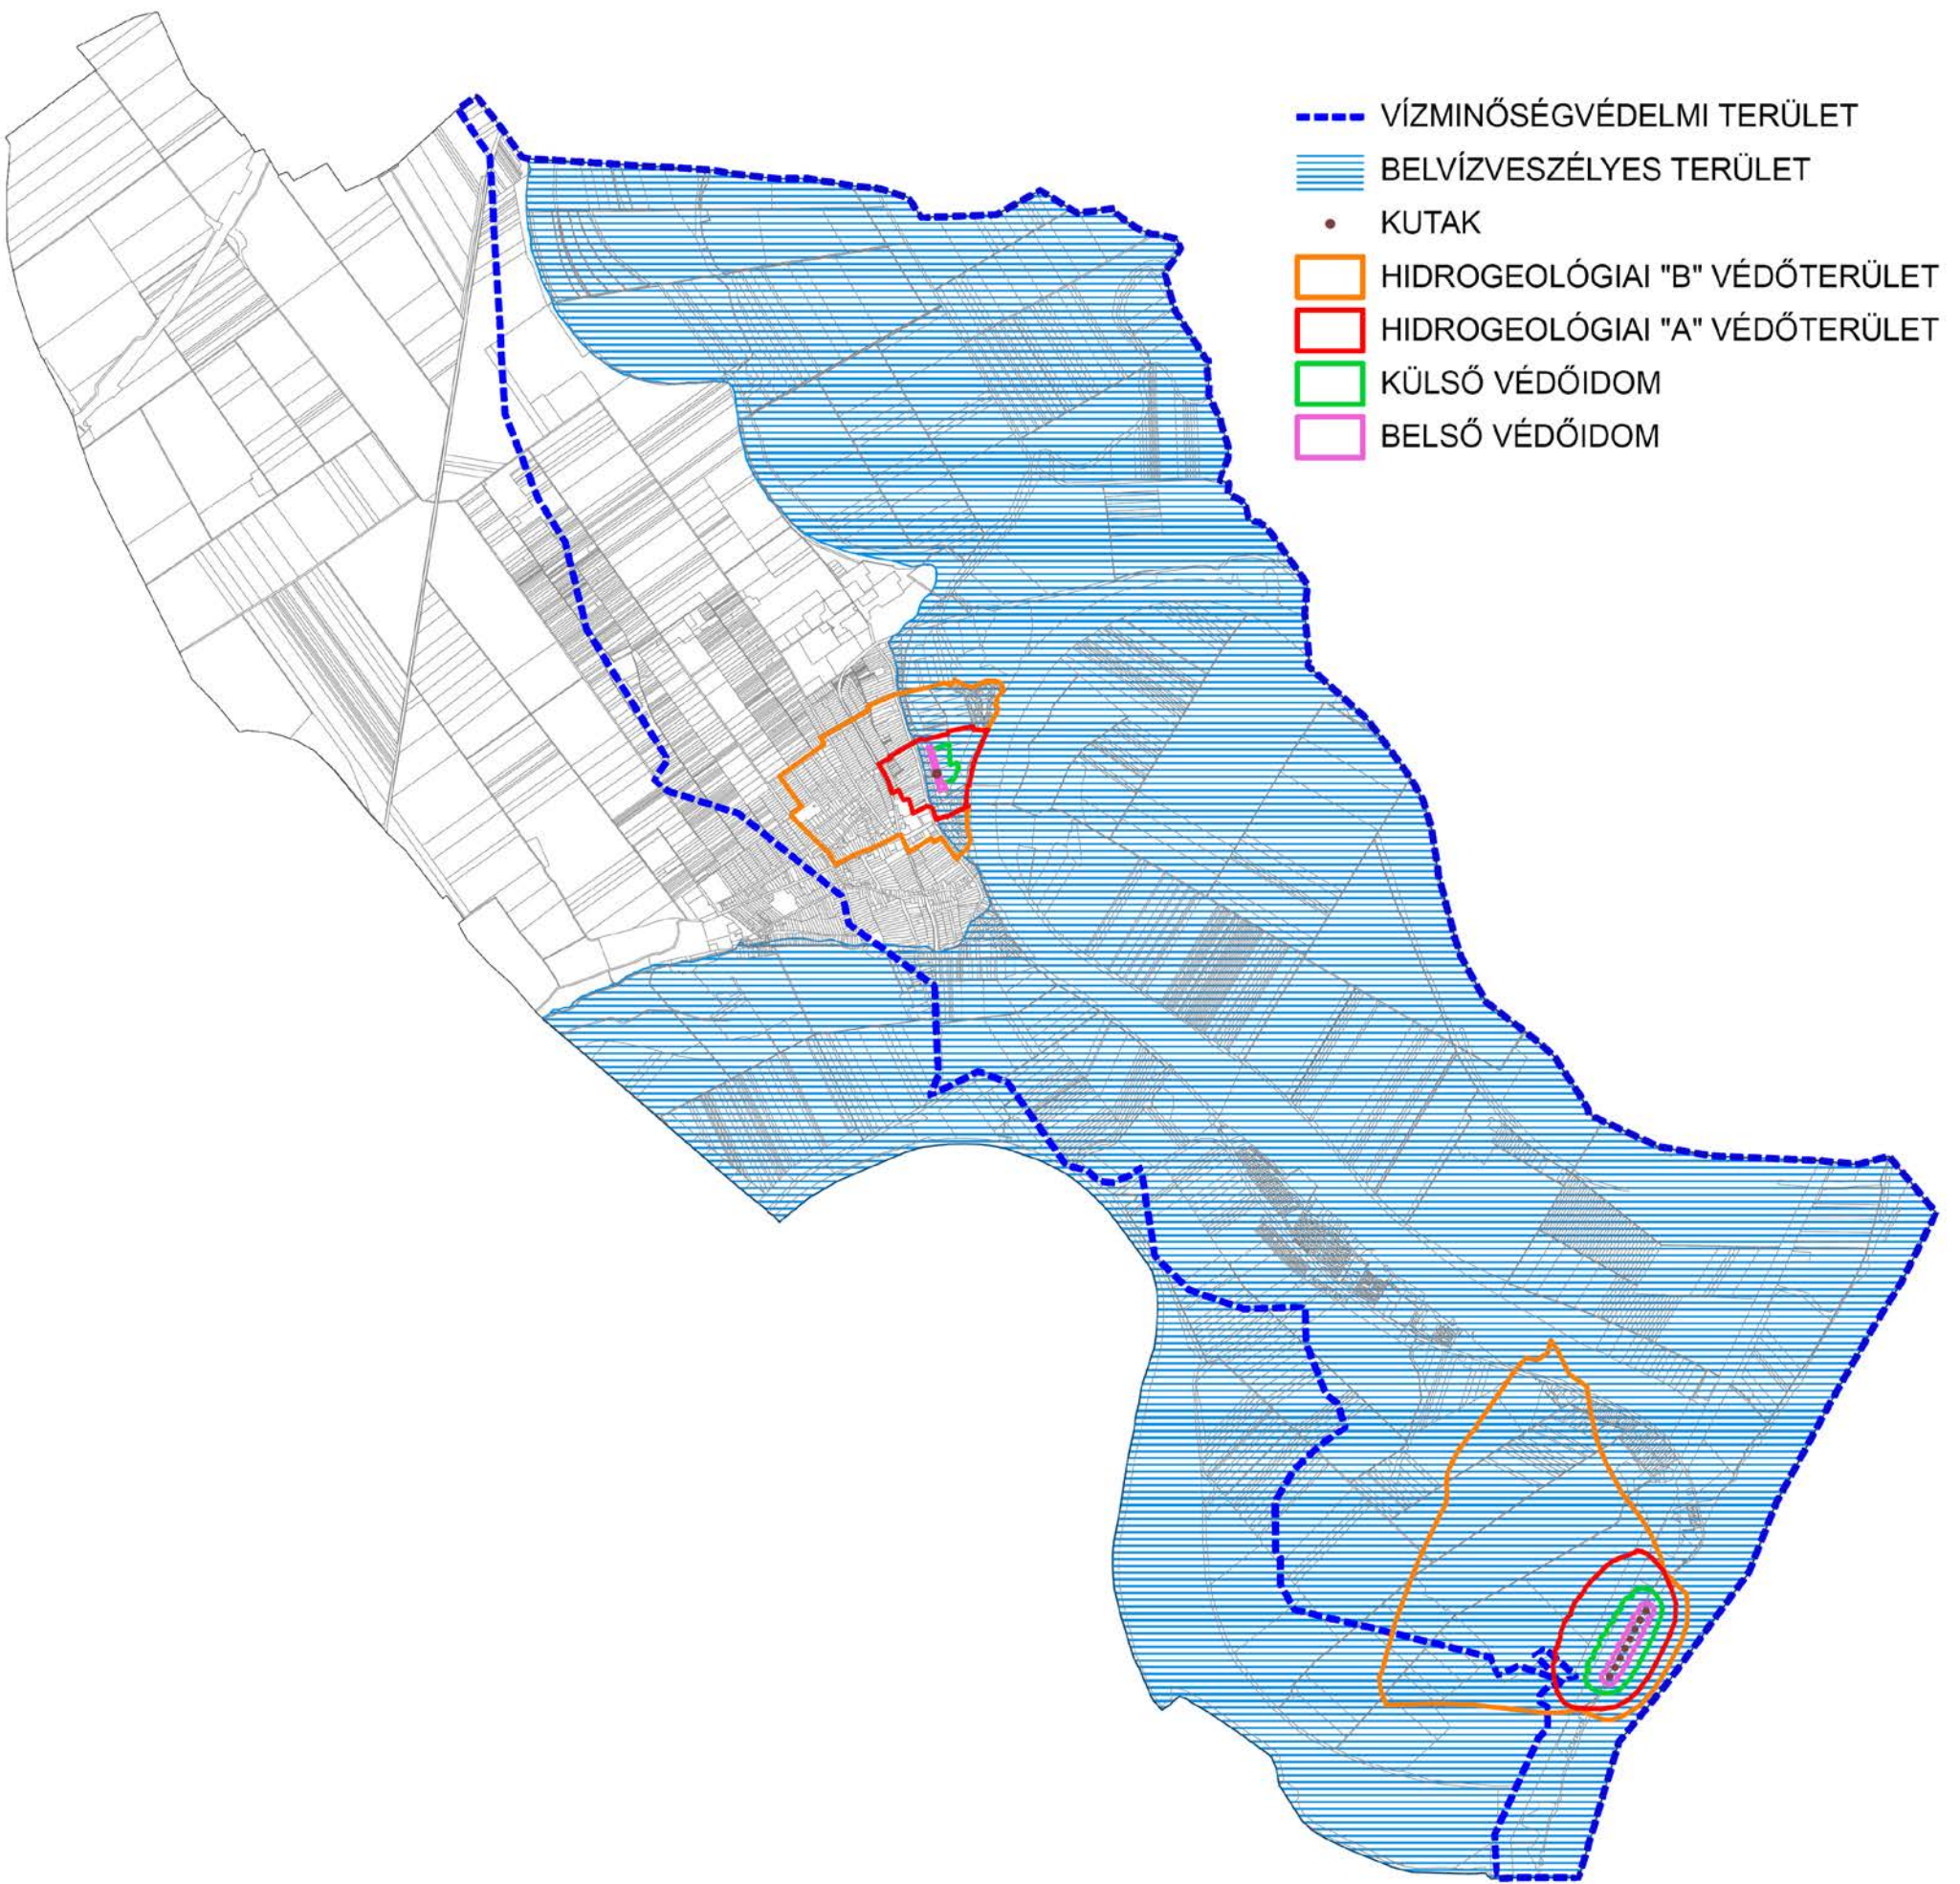 VÍZMINŐSÉGVÉDELMI TERÜLET
BELVÍZVESZÉLYES TERÜLET
KUTAK
HIDROGEOLÓGIAI "B" VÉDŐTERÜLET
HIDROGEOLÓGIAI "A" VÉDŐTERÜLET
KÜLSŐ VÉDŐIDOM
BELSŐ VÉDŐIDOM